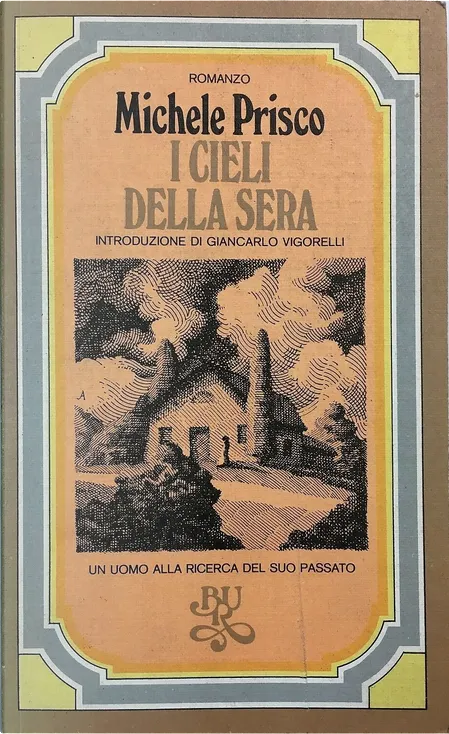 ROMANZO
Michele Prisco
I CIELI
DELLA SERA
INTRODUZIONE DI GIANCARLO VIGORELLI
A
UN UOMO ALLA RICERCA DEL SUO PASSATO
BUR